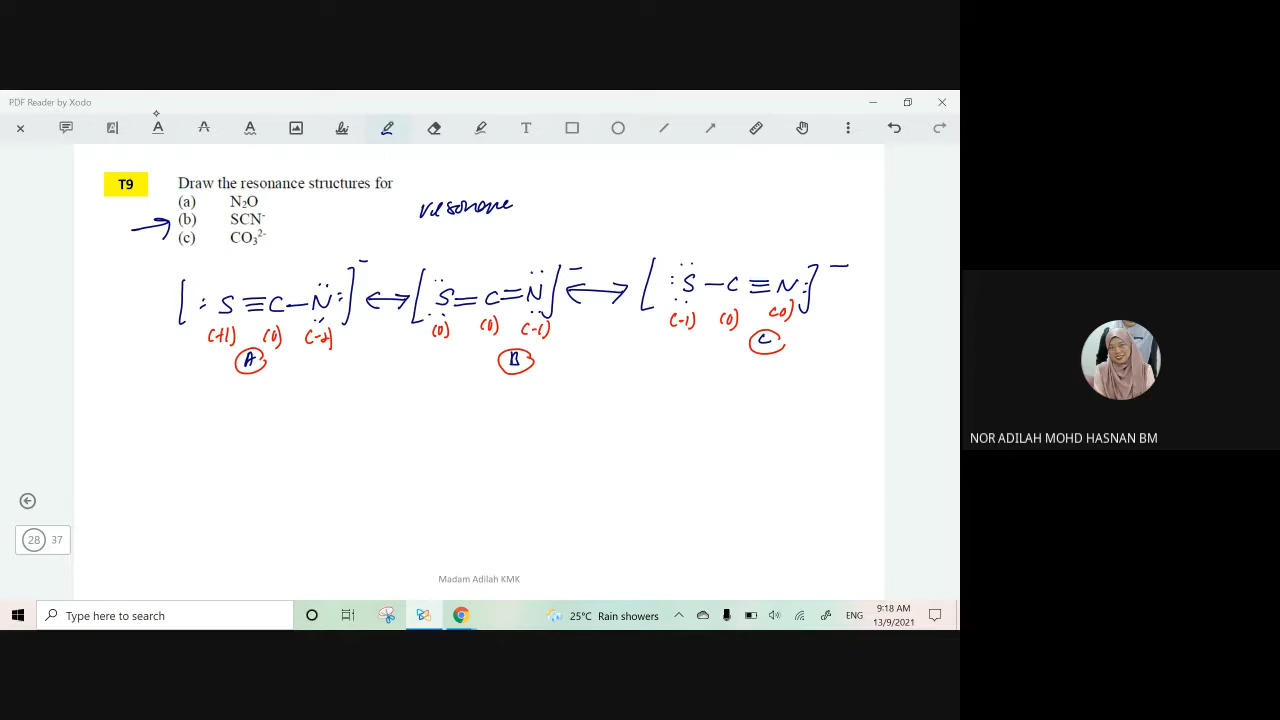 PDF Reader by Xodo
T9 Draw the resonance structures for
(a) N₂O
(b) SCN⁻
(c) CO₃²⁻
resonance
[:S≡C–N̈:]⁻ ↔ [S̈=C=N̈]⁻ ↔ [:S̈–C≡N:]⁻
(+1) (0) (-2) (0) (0) (-1) (-1) (0) (0)
A B C
NOR ADILAH MOHD HASNAN BM
28 37
Madam Adilah KMK
Type here to search
25°C Rain showers
ENG
9:18 AM
13/9/2021